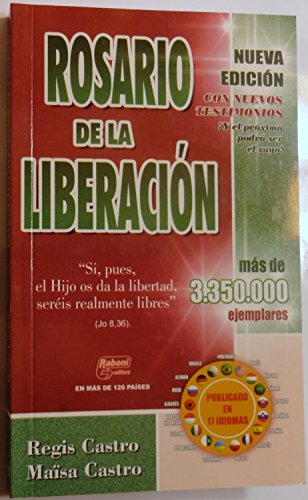 ROSARIO
DE LA
LIBERACIÓN
NUEVA
EDICIÓN
CON NUEVOS
TESTIMONIOS
¡Y el próximo
podrá ser
el suyo!
"Si, pues,
el Hijo os da la libertad,
seréis realmente libres"
(Jo 8,36).
más de
3.350.000
ejemplares
Raboni
editora
EN MÁS DE 120 PAÍSES
PUBLICADO
EN
17 IDIOMAS
Regis Castro
Maïsa Castro